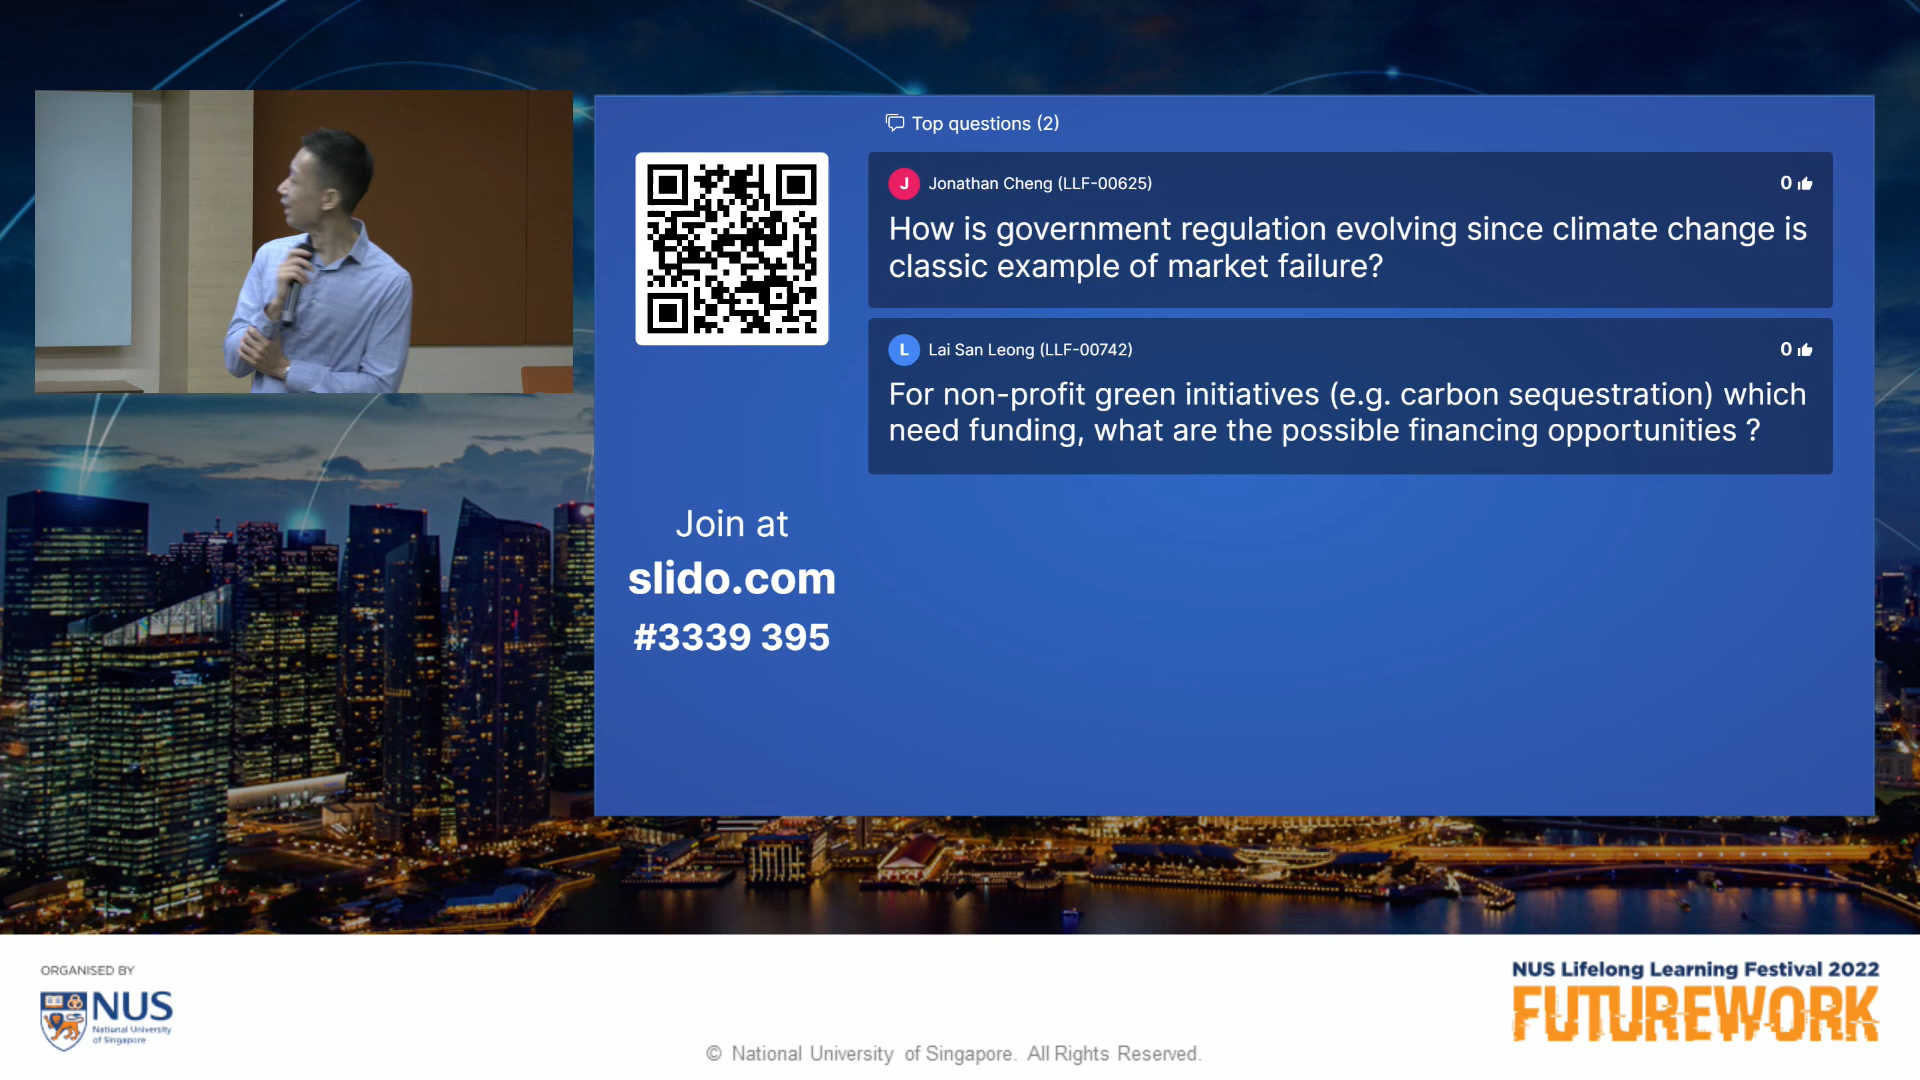 Top questions (2)
J Jonathan Cheng (LLF-00625) 0
How is government regulation evolving since climate change is
classic example of market failure?
L Lai San Leong (LLF-00742) 0
For non-profit green initiatives (e.g. carbon sequestration) which
need funding, what are the possible financing opportunities ?
Join at
slido.com
#3339 395
ORGANISED BY
NUS
National University
of Singapore
NUS Lifelong Learning Festival 2022
FUTUREWORK
© National University of Singapore. All Rights Reserved.